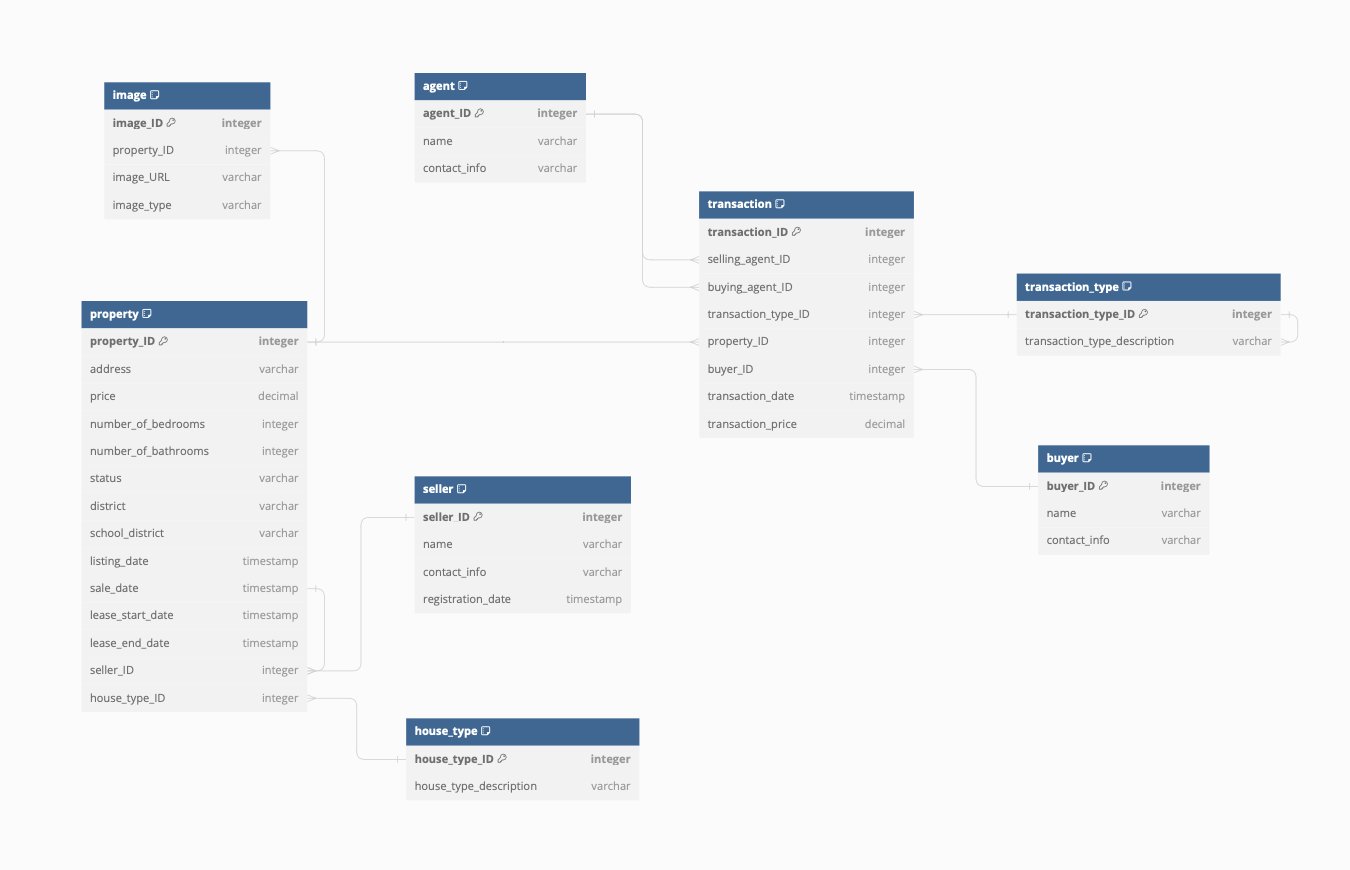 image
image_ID integer
property_ID integer
image_URL varchar
image_type varchar
agent
agent_ID integer
name varchar
contact_info varchar
transaction
transaction_ID integer
selling_agent_ID integer
buying_agent_ID integer
transaction_type_ID integer
property_ID integer
buyer_ID integer
transaction_date timestamp
transaction_price decimal
transaction_type
transaction_type_ID integer
transaction_type_description varchar
property
property_ID integer
address varchar
price decimal
number_of_bedrooms integer
number_of_bathrooms integer
status varchar
district varchar
school_district varchar
listing_date timestamp
sale_date timestamp
lease_start_date timestamp
lease_end_date timestamp
seller_ID integer
house_type_ID integer
seller
seller_ID integer
name varchar
contact_info varchar
registration_date timestamp
buyer
buyer_ID integer
name varchar
contact_info varchar
house_type
house_type_ID integer
house_type_description varchar